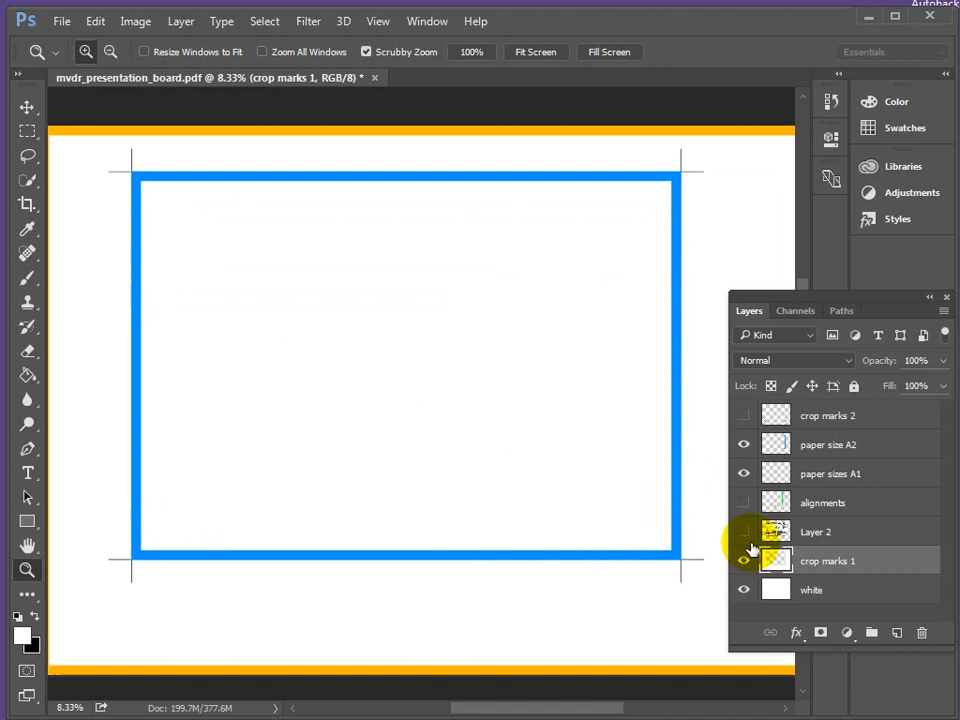 Autoback
Ps File Edit Image Layer Type Select Filter 3D View Window Help
Resize Windows to Fit Zoom All Windows Scrubby Zoom 100% Fit Screen Fill Screen Essentials
mvdr_presentation_board.pdf @ 8.33% (crop marks 1, RGB/8) *
Color
Swatches
Libraries
Adjustments
Styles
Layers Channels Paths
Kind
Normal Opacity: 100%
Lock: Fill: 100%
crop marks 2
paper size A2
paper sizes A1
alignments
Layer 2
crop marks 1
white
fx
8.33% Doc: 199.7M/377.6M